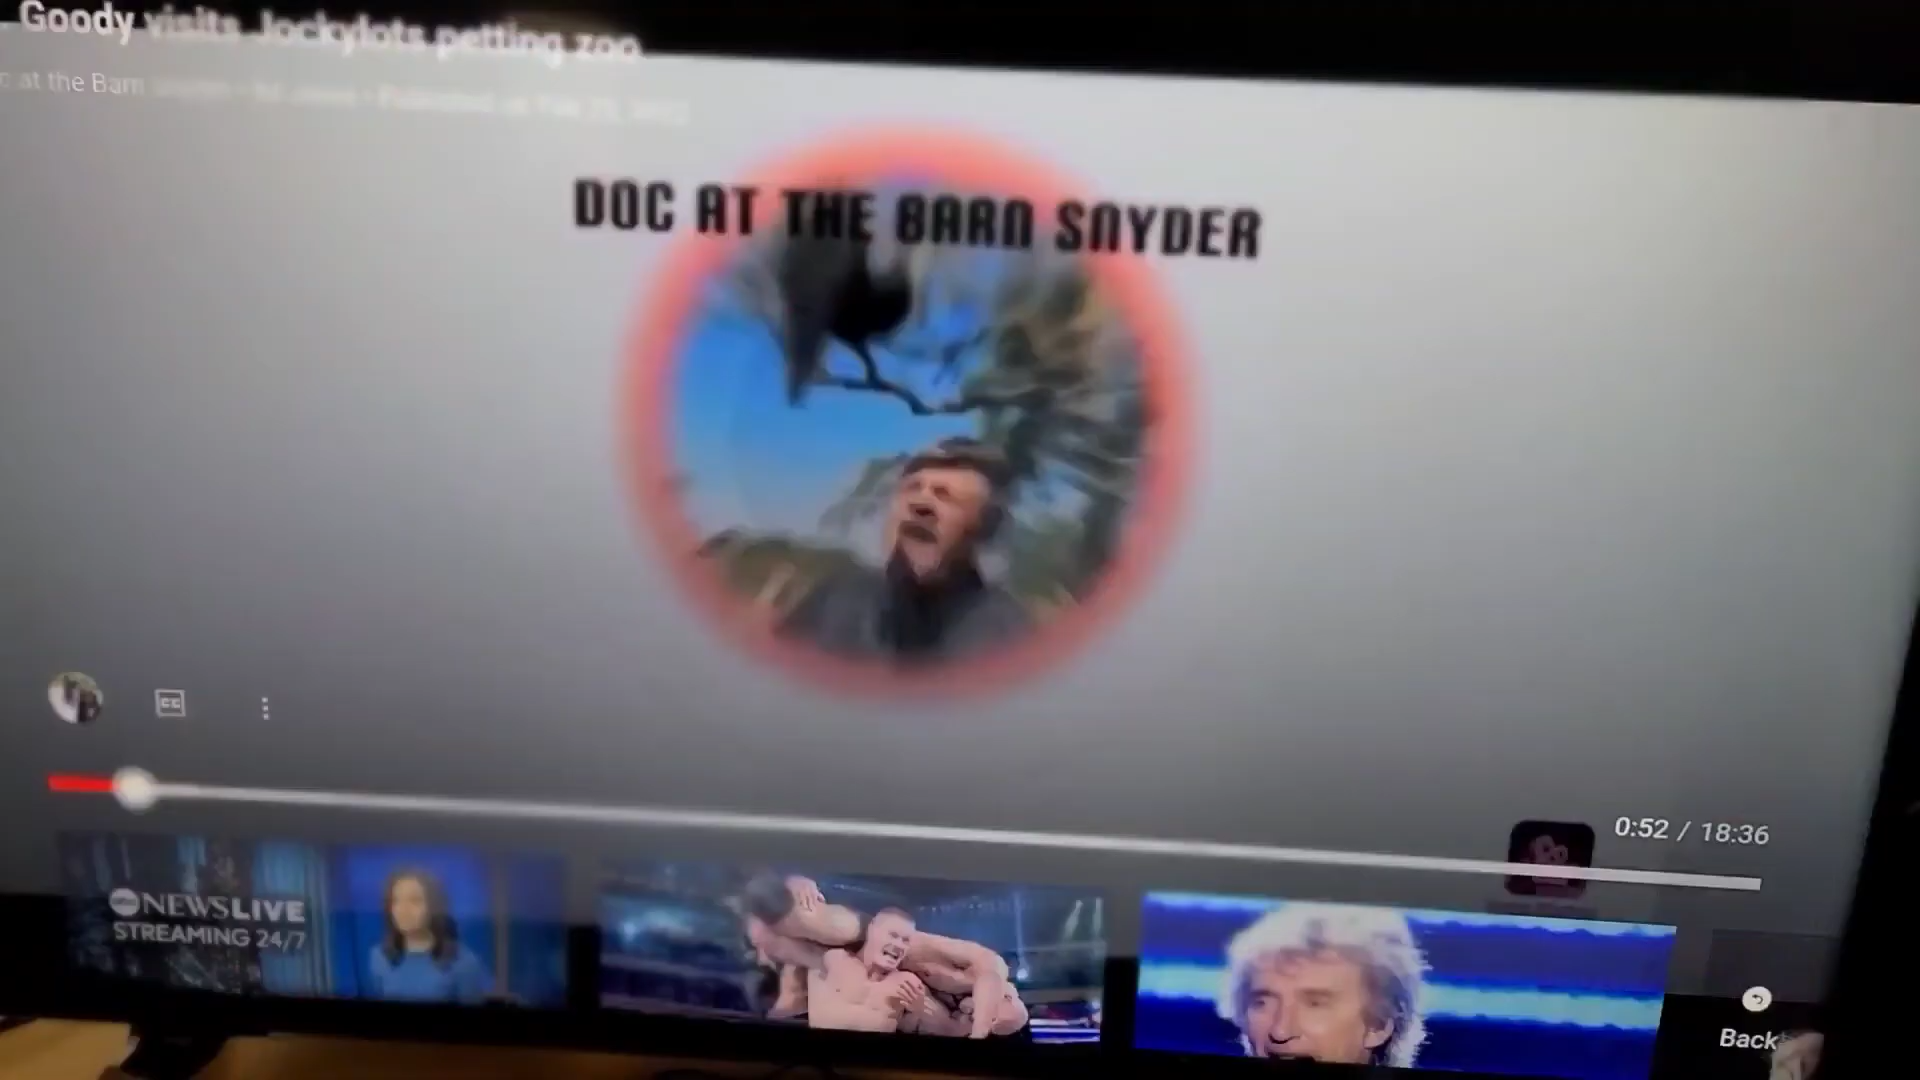 Goody visits Jockylots petting zoo
at the Barn
DOC AT THE BARN SNYDER
CC
0:52 / 18:36
NEWSLIVE
STREAMING 24/7
Back